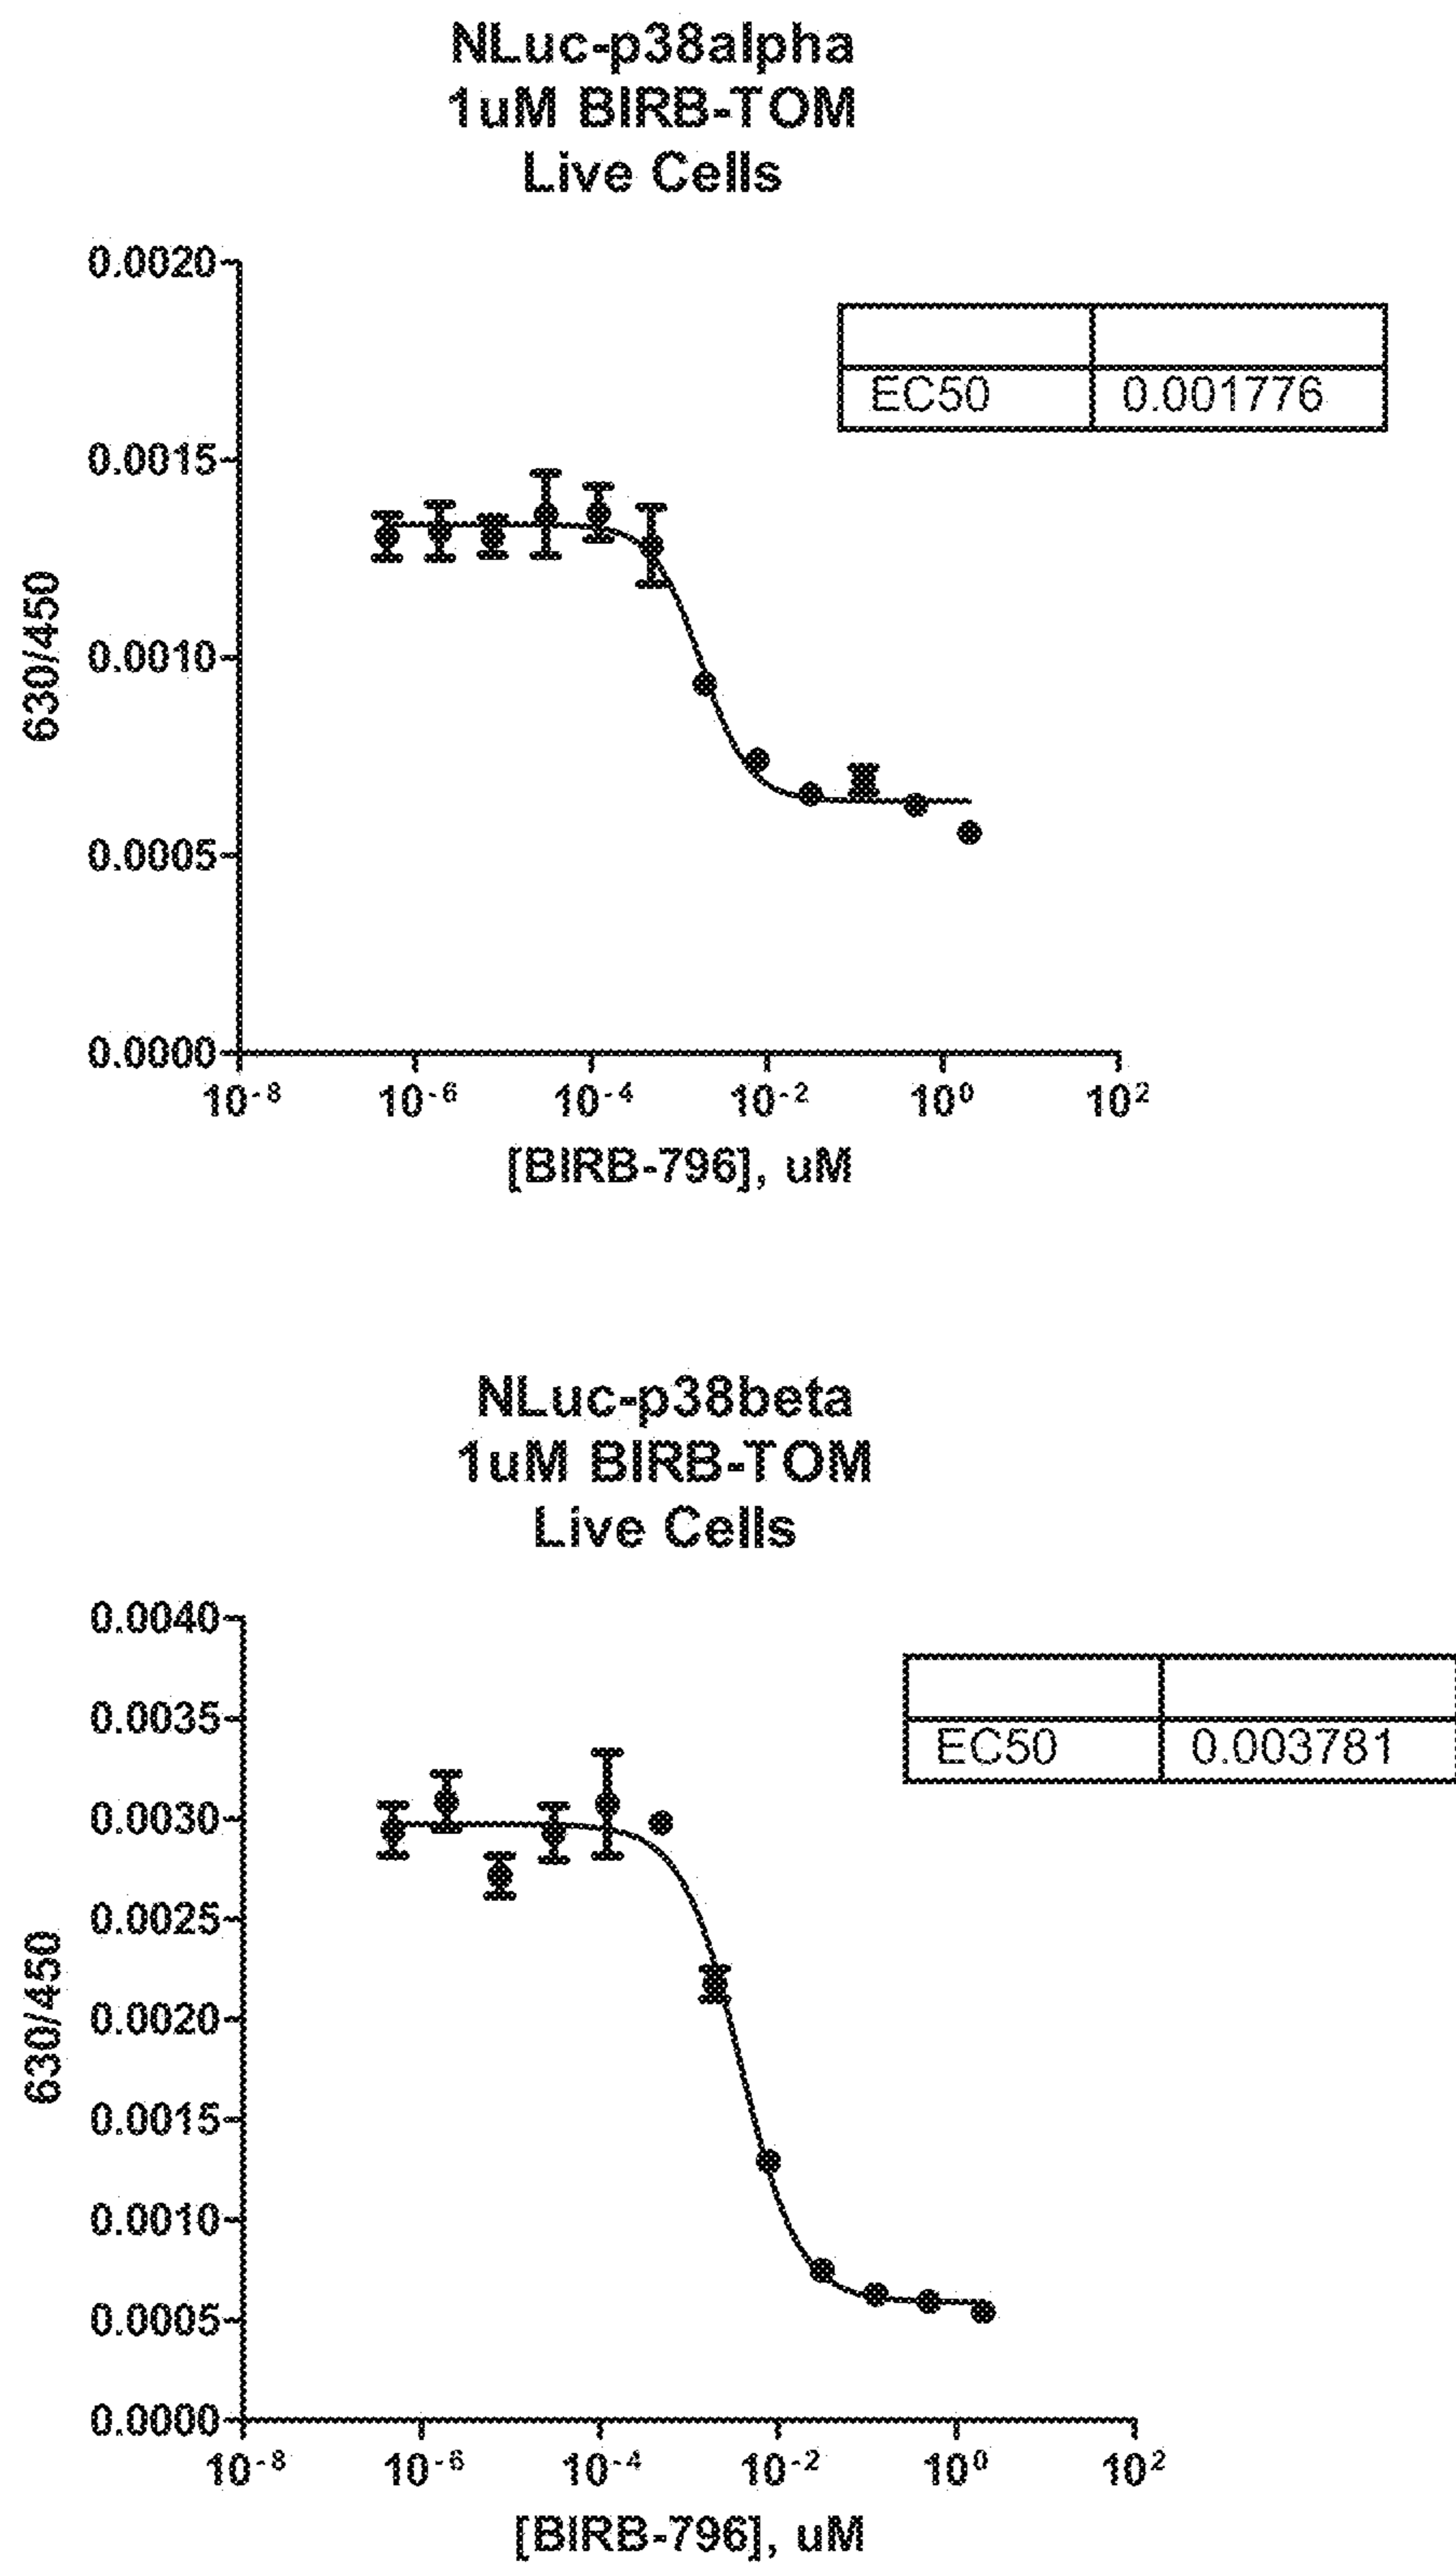 NLuc-p38alpha
1uM BIRB-TOM
Live Cells
0.0020
0.0015
0.0010
0.0005
0.0000
630/450
EC50 0.001776
10⁻⁸ 10⁻⁶ 10⁻⁴ 10⁻² 10⁰ 10²
[BIRB-796], uM
NLuc-p38beta
1uM BIRB-TOM
Live Cells
0.0040
0.0035
0.0030
0.0025
0.0020
0.0015
0.0010
0.0005
0.0000
630/450
EC50 0.003781
10⁻⁸ 10⁻⁶ 10⁻⁴ 10⁻² 10⁰ 10²
[BIRB-796], uM